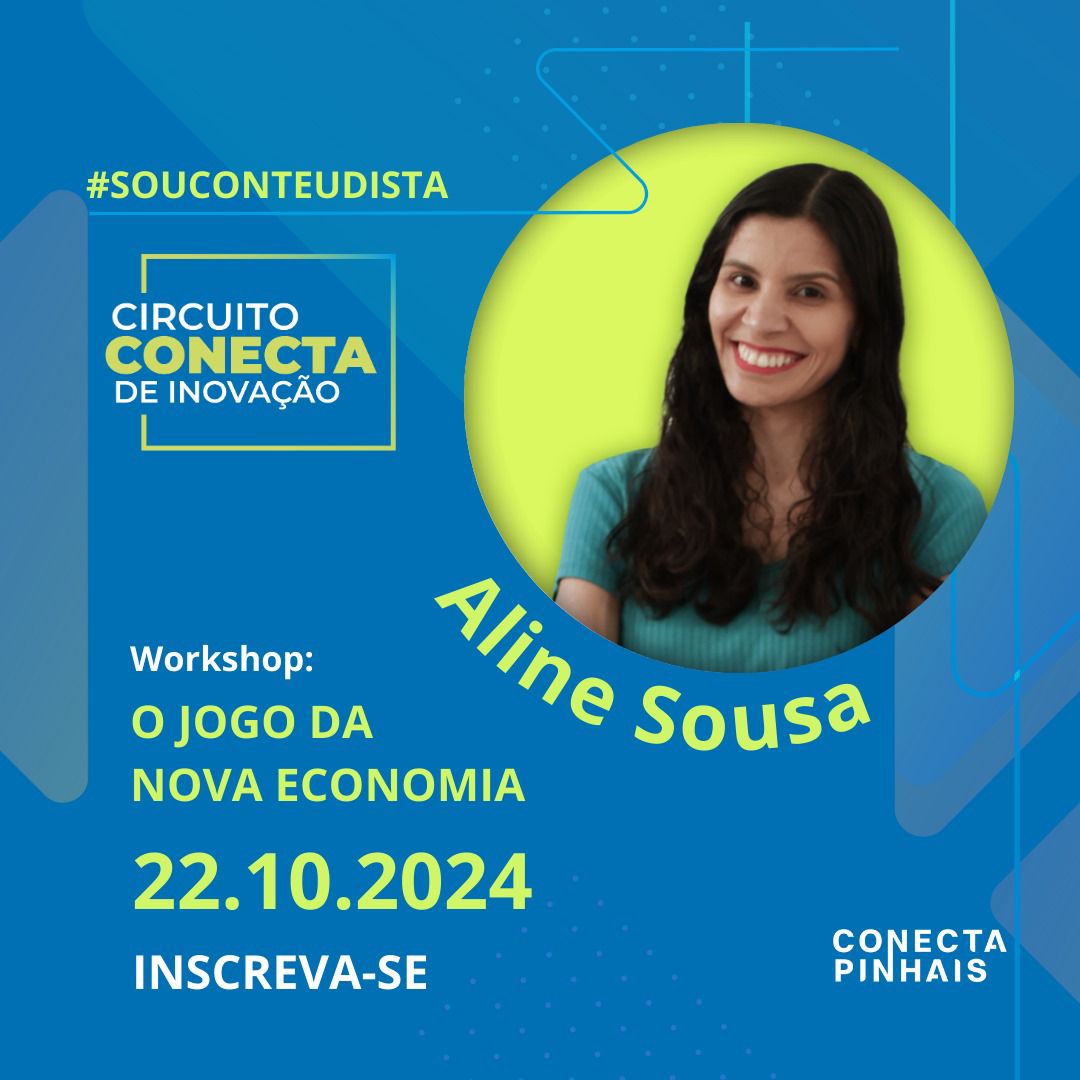 #SOUCONTEUDISTA
CIRCUITO
CONECTA
DE INOVAÇÃO
Aline Sousa
Workshop:
O JOGO DA
NOVA ECONOMIA
22.10.2024
INSCREVA-SE
CONECTA
PINHAIS